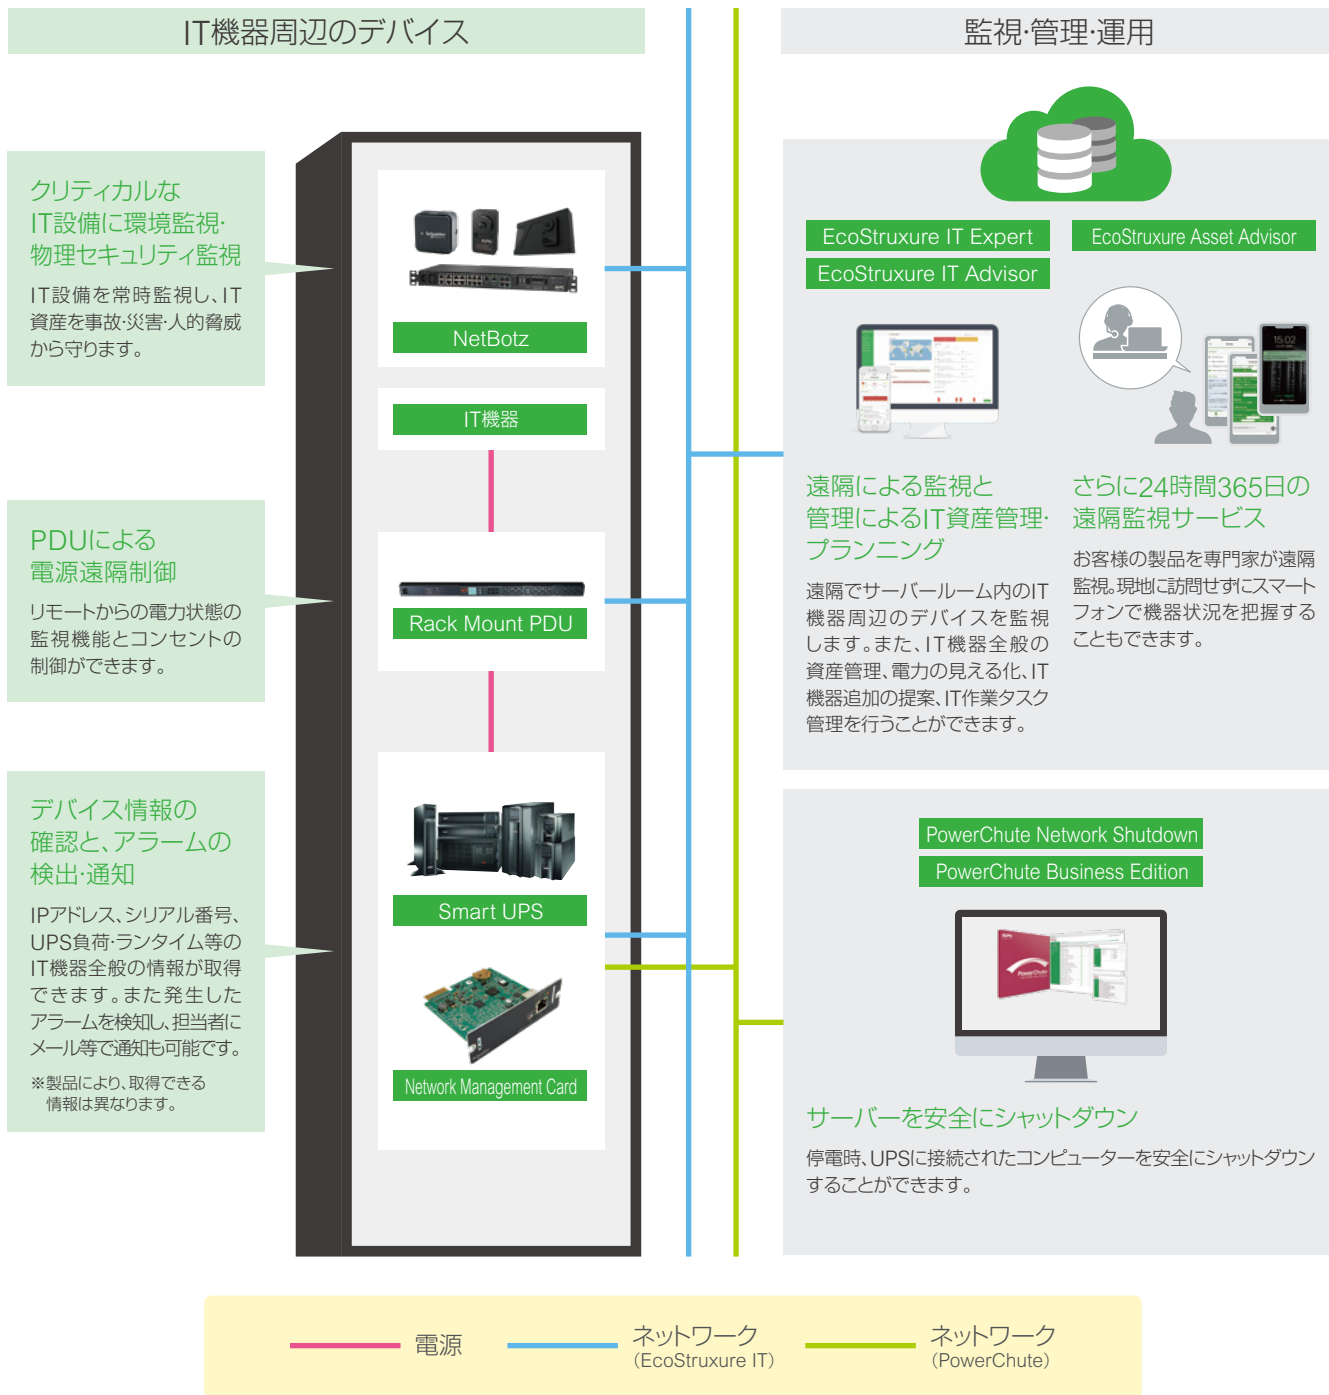 IT機器周辺のデバイス
監視·管理·運用
クリティカルな
IT設備に環境監視·
物理セキュリティ監視
IT設備を常時監視し、IT
資産を事故·災害·人的脅威
から守ります。
NetBotz
IT機器
PDUによる
電源遠隔制御
リモートからの電力状態の
監視機能とコンセントの
制御ができます。
Rack Mount PDU
デバイス情報の
確認と、アラームの
検出·通知
IPアドレス、シリアル番号、
UPS負荷·ランタイム等の
IT機器全般の情報が取得
できます。また発生した
アラームを検知し、担当者に
メール等で通知も可能です。
※製品により、取得できる
情報は異なります。
Smart UPS
Network Management Card
EcoStruxure IT Expert
EcoStruxure IT Advisor
EcoStruxure Asset Advisor
15:02
遠隔による監視と
管理によるIT資産管理·
プランニング
遠隔でサーバールーム内のIT
機器周辺のデバイスを監視
します。また、IT機器全般の
資産管理、電力の見える化、IT
機器追加の提案、IT作業タスク
管理を行うことができます。
さらに24時間365日の
遠隔監視サービス
お客様の製品を専門家が遠隔
監視。現地に訪問せずにスマート
フォンで機器状況を把握する
こともできます。
PowerChute Network Shutdown
PowerChute Business Edition
PowerChute
サーバーを安全にシャットダウン
停電時、UPSに接続されたコンピューターを安全にシャットダウン
することができます。
電源
ネットワーク
(EcoStruxure IT)
ネットワーク
(PowerChute)